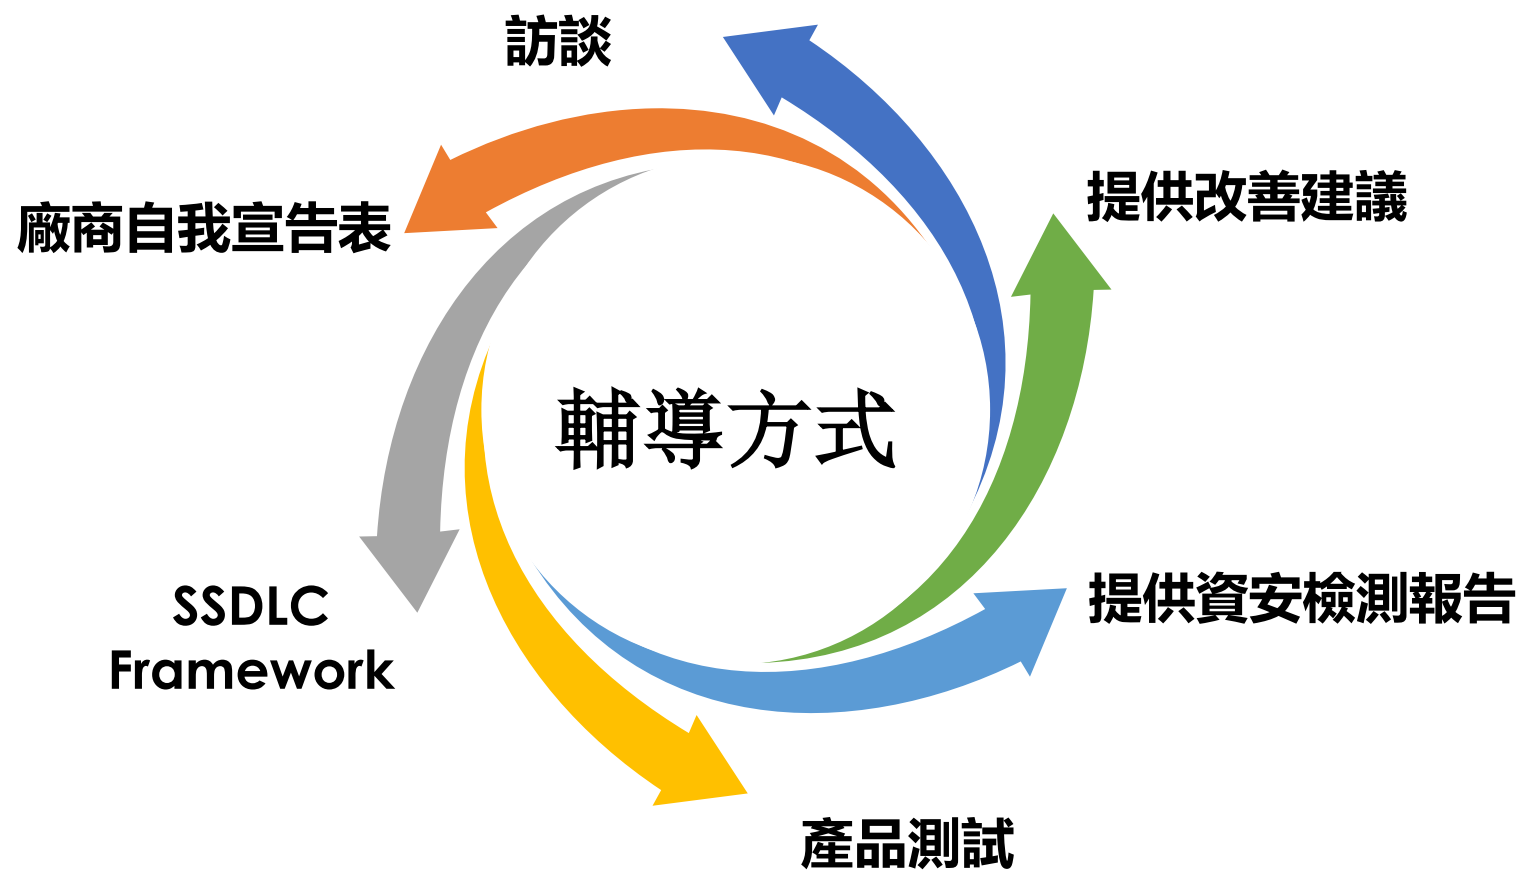 訪談
提供改善建議
廠商自我宣告表
輔導方式
提供資安檢測報告
SSDLC
Framework
產品測試